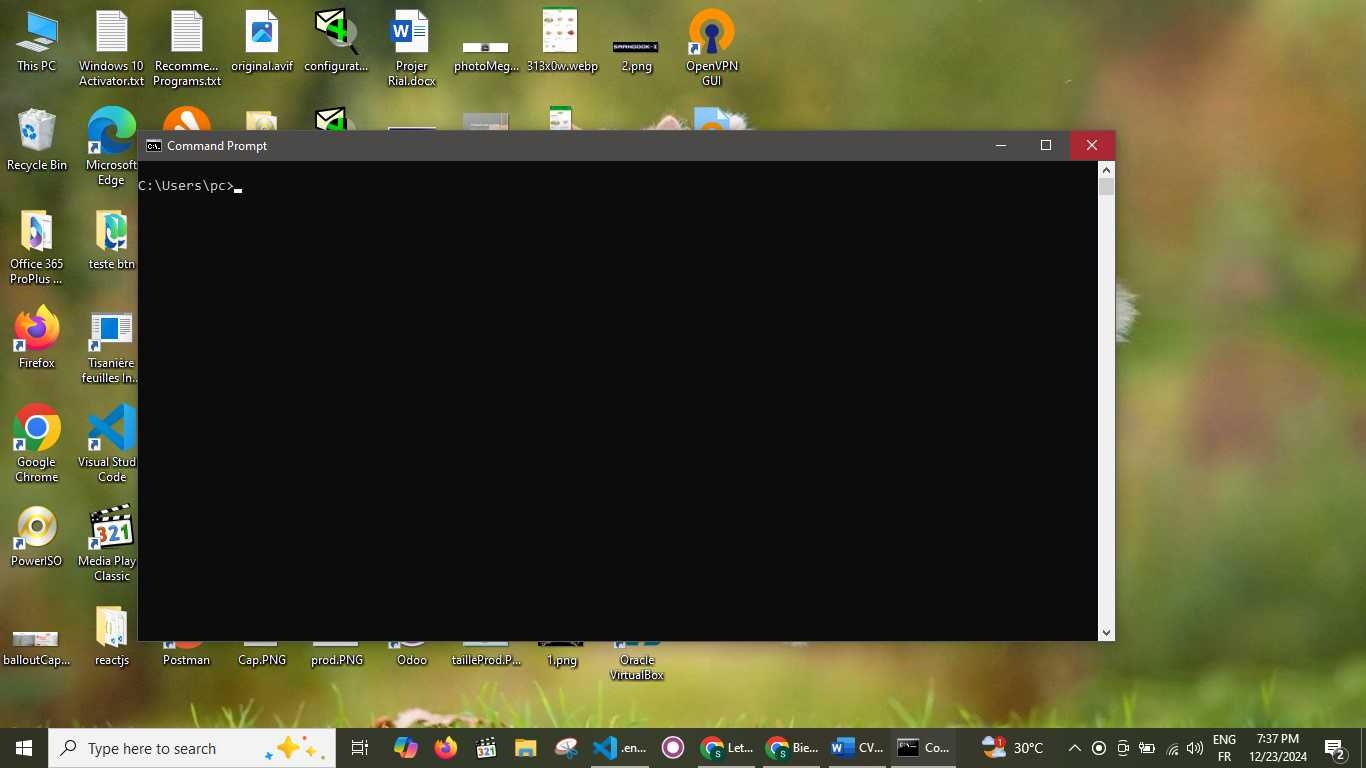 This PC
Windows 10
Activator.txt
Recomme...
Programs.txt
original.avif
configurat...
Projer
Rial.docx
photoMeg...
313x0w.webp
2.png
OpenVPN
GUI
Recycle Bin
Microsoft
Edge
Command Prompt
C:\Users\pc>
Office 365
ProPlus ...
teste btn
Firefox
Tisanière
feuilles In...
Google
Chrome
Visual Stud
Code
PowerISO
321
Media Play
Classic
balloutCap...
reactjs
Postman
Cap.PNG
prod.PNG
Odoo
tailleProd.P...
1.png
Oracle
VirtualBox
Type here to search
.en...
Let...
Bie...
CV...
Co...
30°C
ENG
FR
7:37 PM
12/23/2024
2